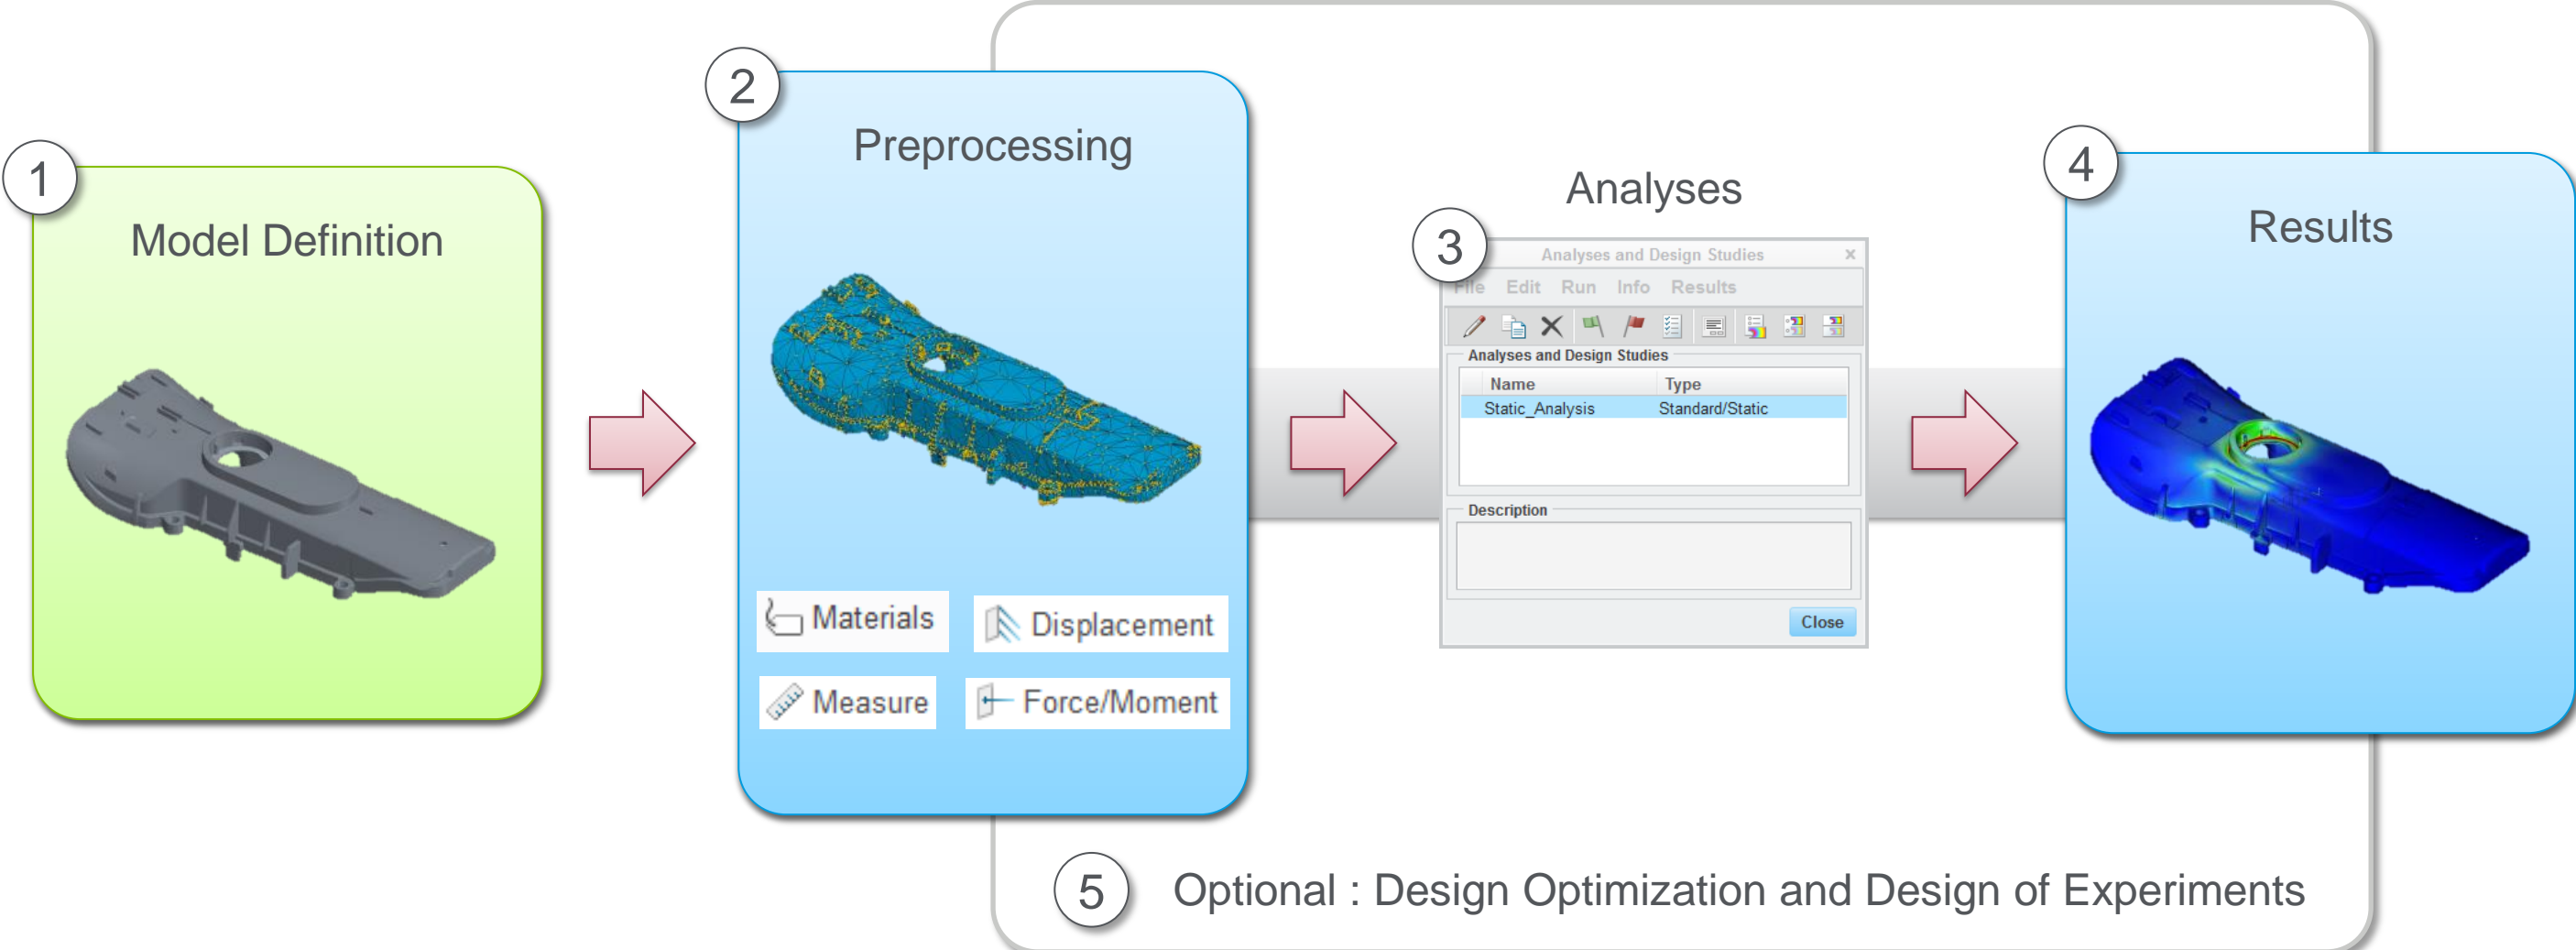 1
Model Definition
2
Preprocessing
Materials
Displacement
Measure
Force/Moment
Analyses
3
Analyses and Design Studies x
File Edit Run Info Results
Analyses and Design Studies
Name Type
Static_Analysis Standard/Static
Description
Close
4
Results
5 Optional : Design Optimization and Design of Experiments